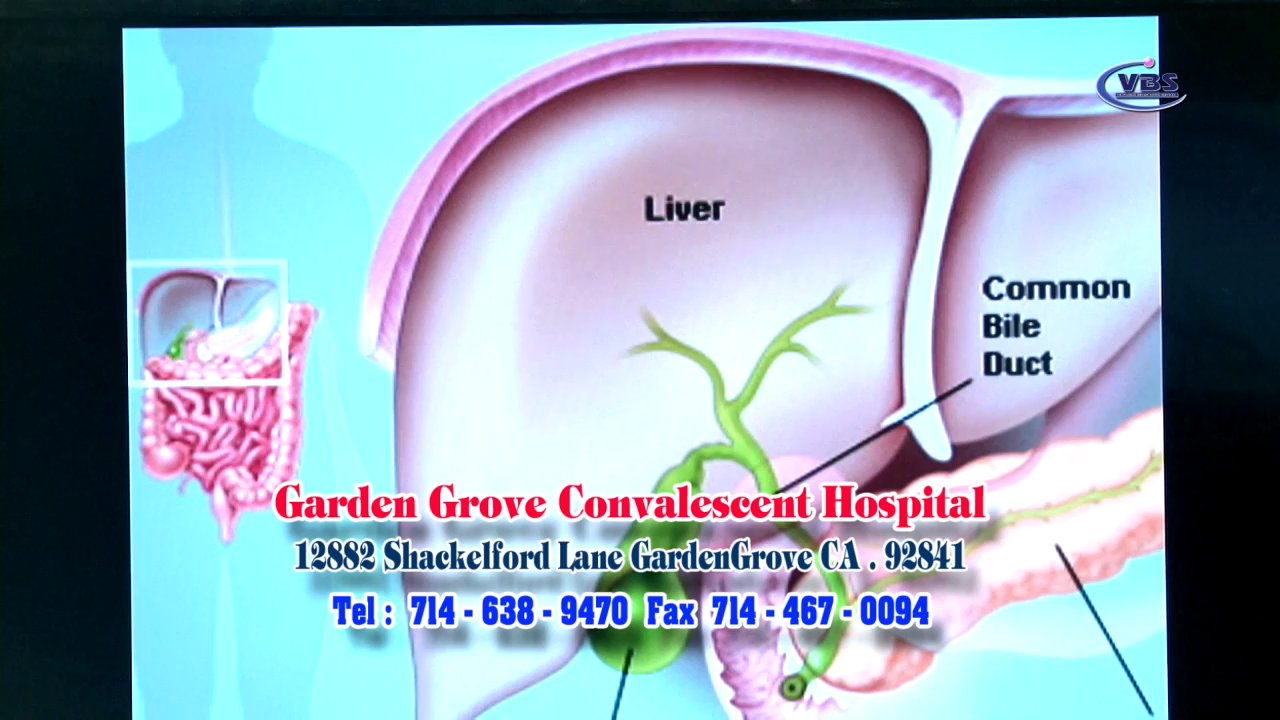 VBS
Liver
Common
Bile
Duct
Garden Grove Convalescent Hospital
12882 Shackelford Lane GardenGrove CA . 92841
Tel : 714 - 638 - 9470 Fax 714 - 467 - 0094